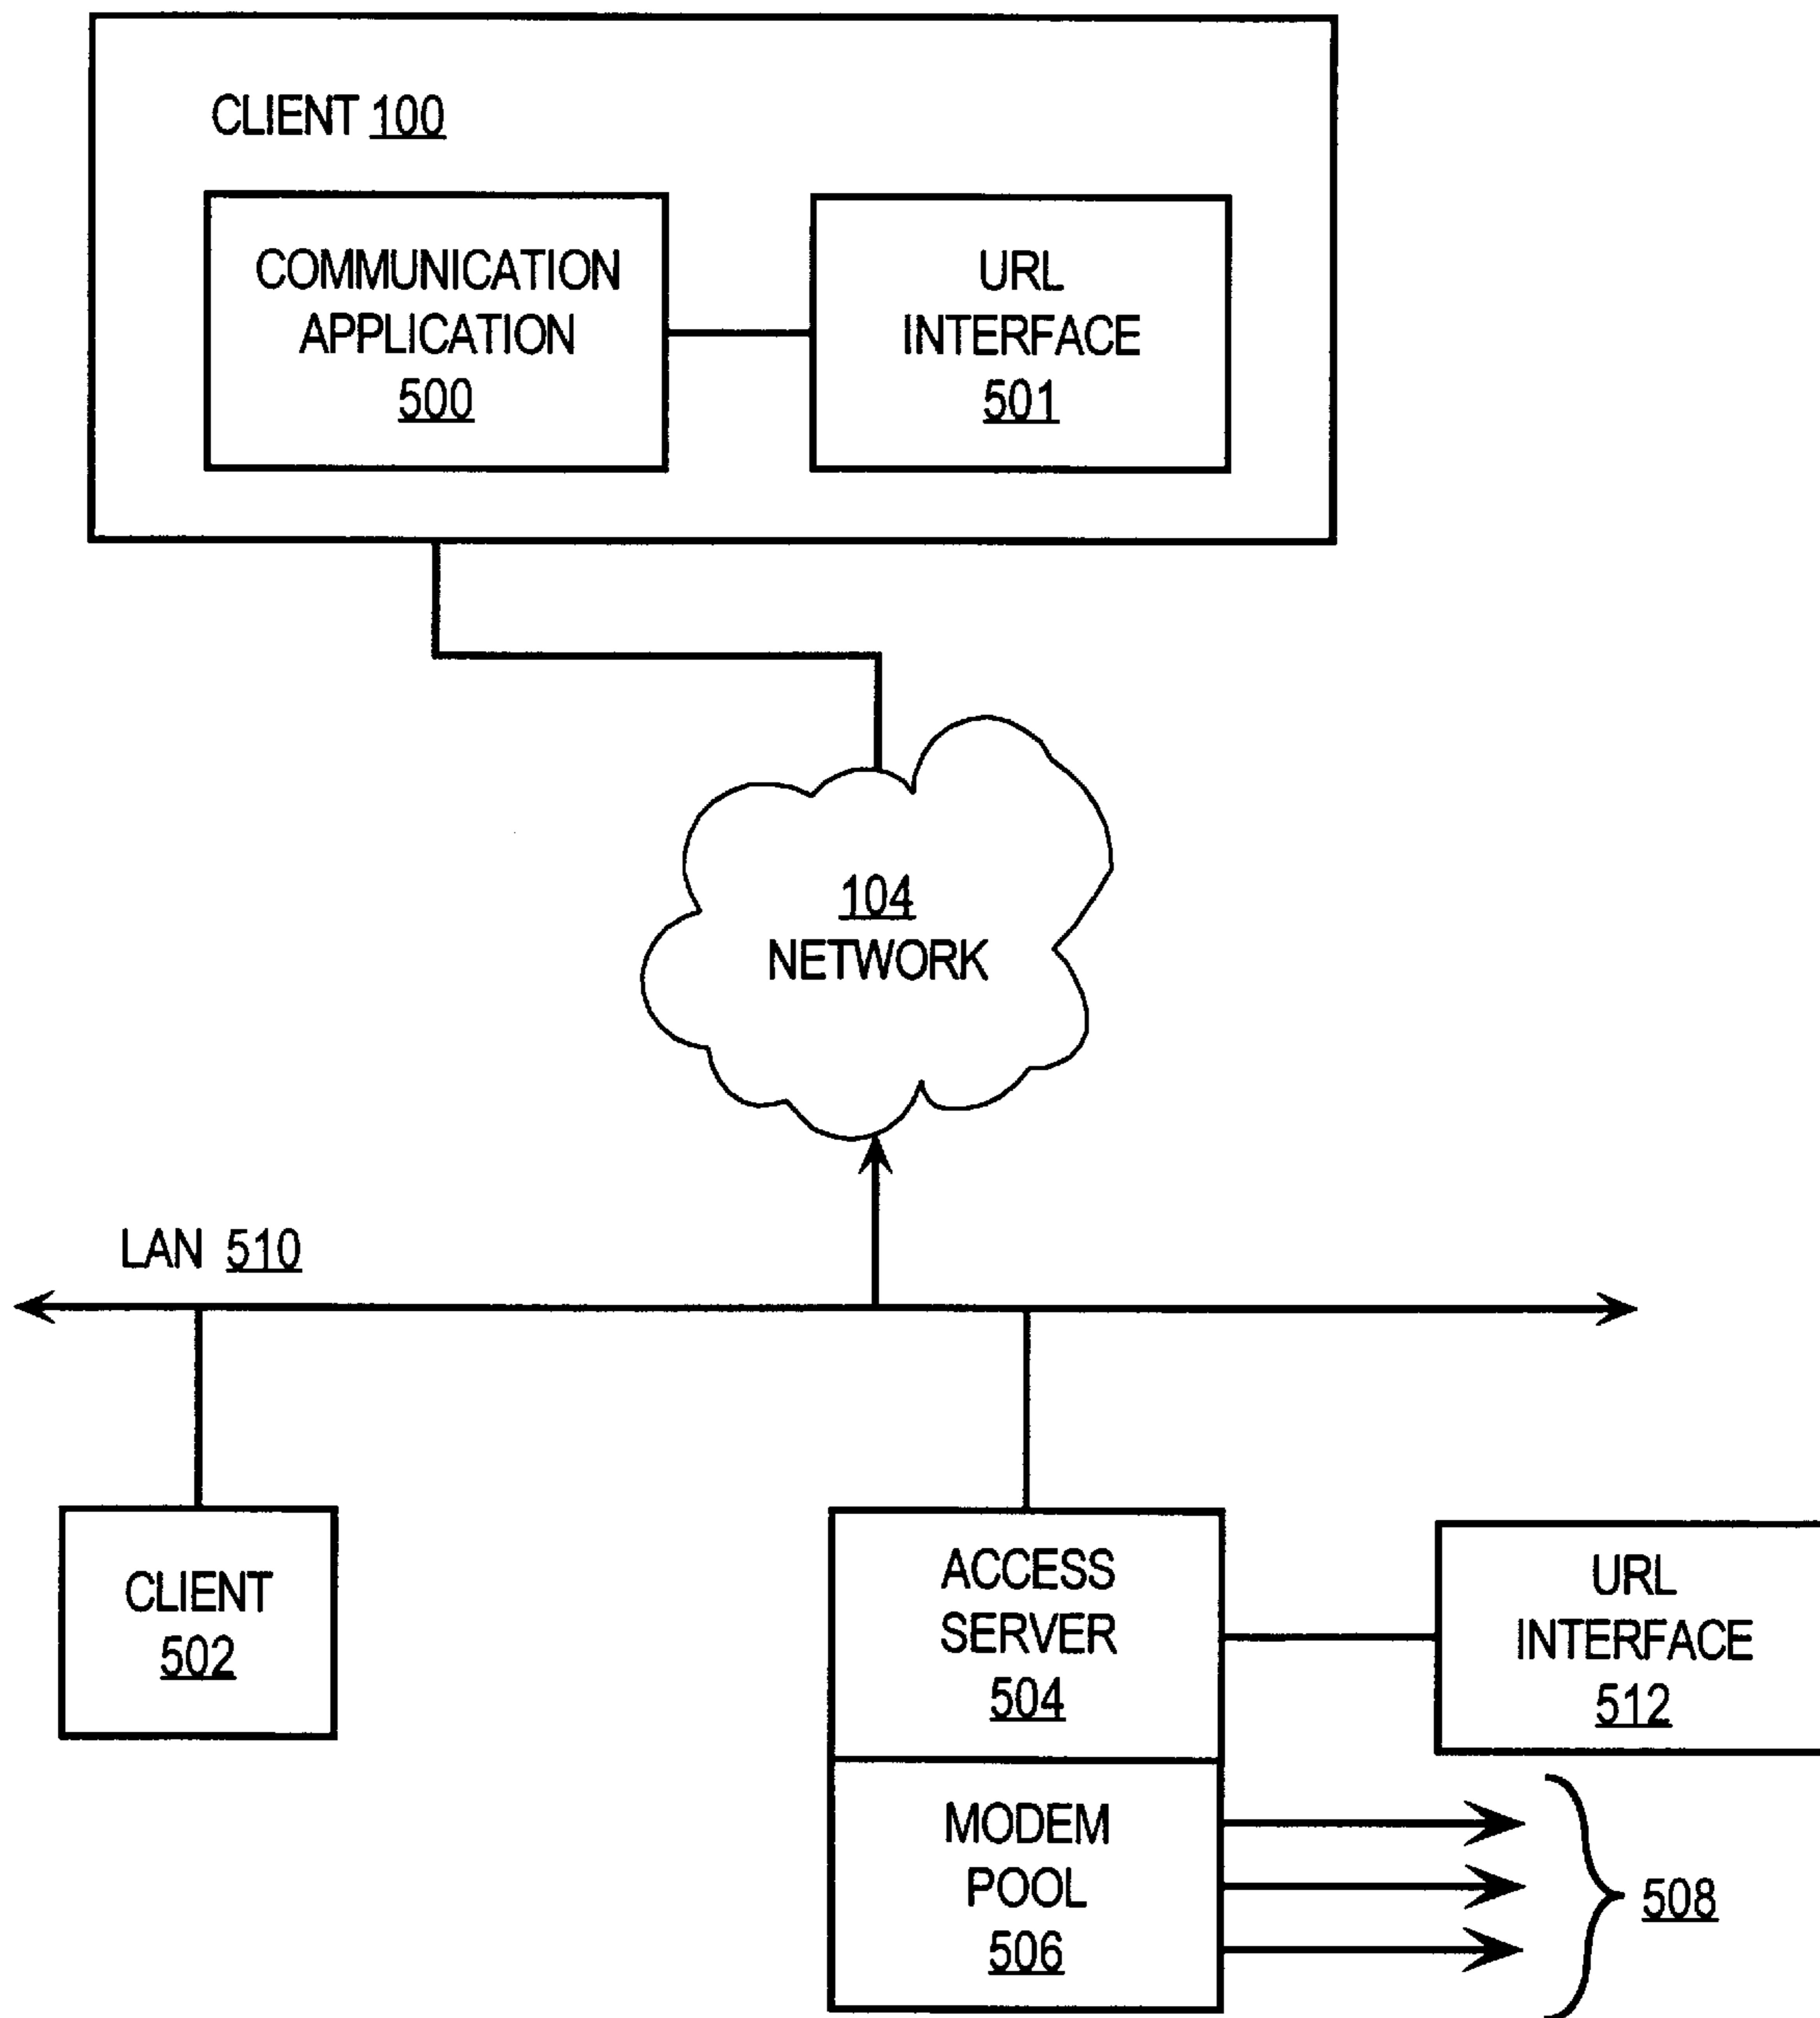 CLIENT 100
COMMUNICATION
APPLICATION
500
URL
INTERFACE
501
104
NETWORK
LAN 510
CLIENT
502
ACCESS
SERVER
504
URL
INTERFACE
512
MODEM
POOL
506
508